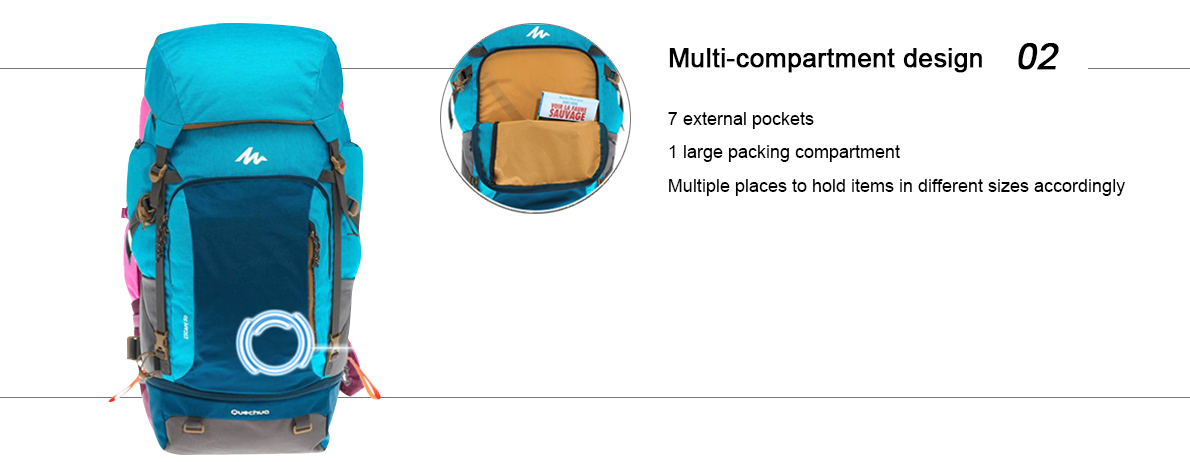 Multi-compartment design 02
7 external pockets
1 large packing compartment
Multiple places to hold items in different sizes accordingly
VOIR LA FAUNE
SAUVAGE
Quechua